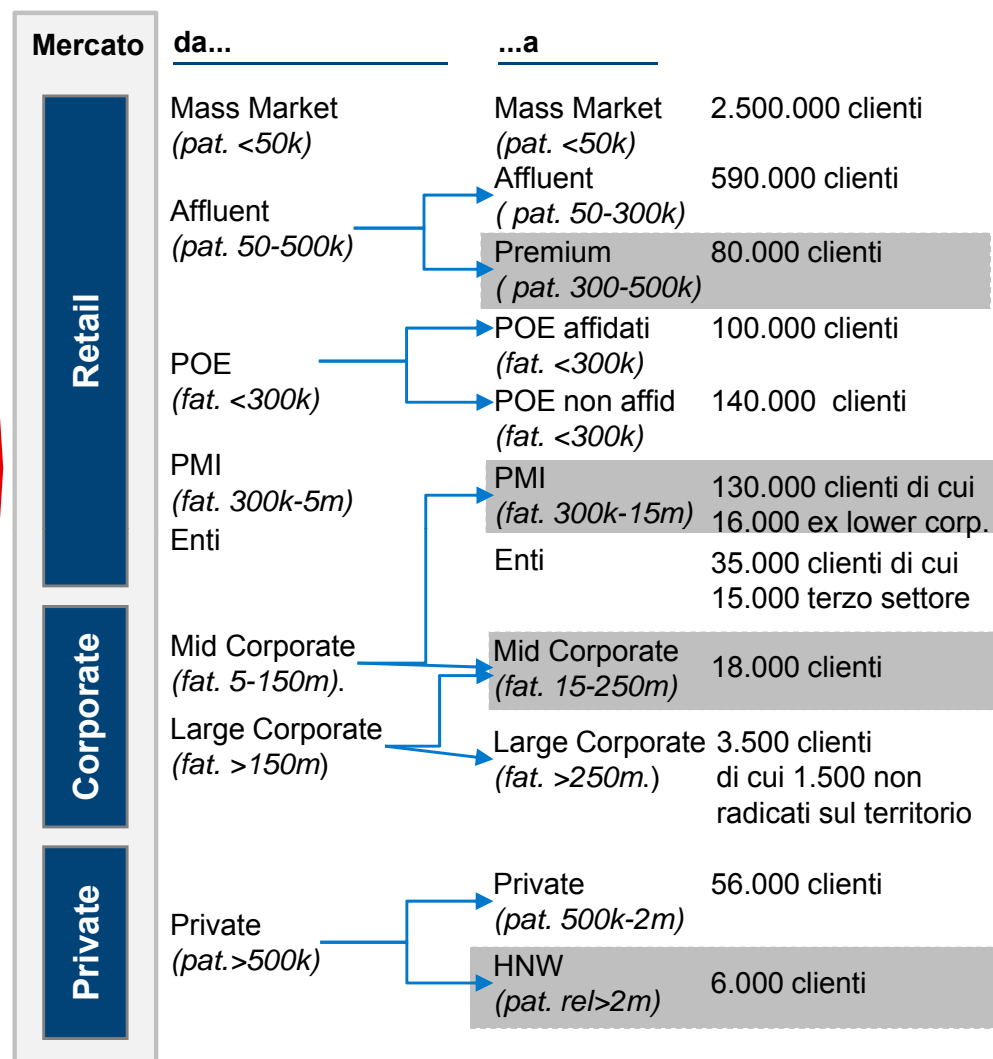 Mercato
da...
...a
Retail
Mass Market
(pat. <50k)
Mass Market
(pat. <50k)
2.500.000 clienti
Affluent
(pat. 50-500k)
Affluent
( pat. 50-300k)
590.000 clienti
Premium
( pat. 300-500k)
80.000 clienti
POE
(fat. <300k)
POE affidati
(fat. <300k)
100.000 clienti
POE non affid
(fat. <300k)
140.000 clienti
PMI
(fat. 300k-5m)
PMI
(fat. 300k-15m)
130.000 clienti di cui
16.000 ex lower corp.
Enti
Enti
35.000 clienti di cui
15.000 terzo settore
Corporate
Mid Corporate
(fat. 5-150m).
Mid Corporate
(fat. 15-250m)
18.000 clienti
Large Corporate
(fat. >150m)
Large Corporate
(fat. >250m.)
3.500 clienti
di cui 1.500 non
radicati sul territorio
Private
Private
(pat.>500k)
Private
(pat. 500k-2m)
56.000 clienti
HNW
(pat. rel>2m)
6.000 clienti